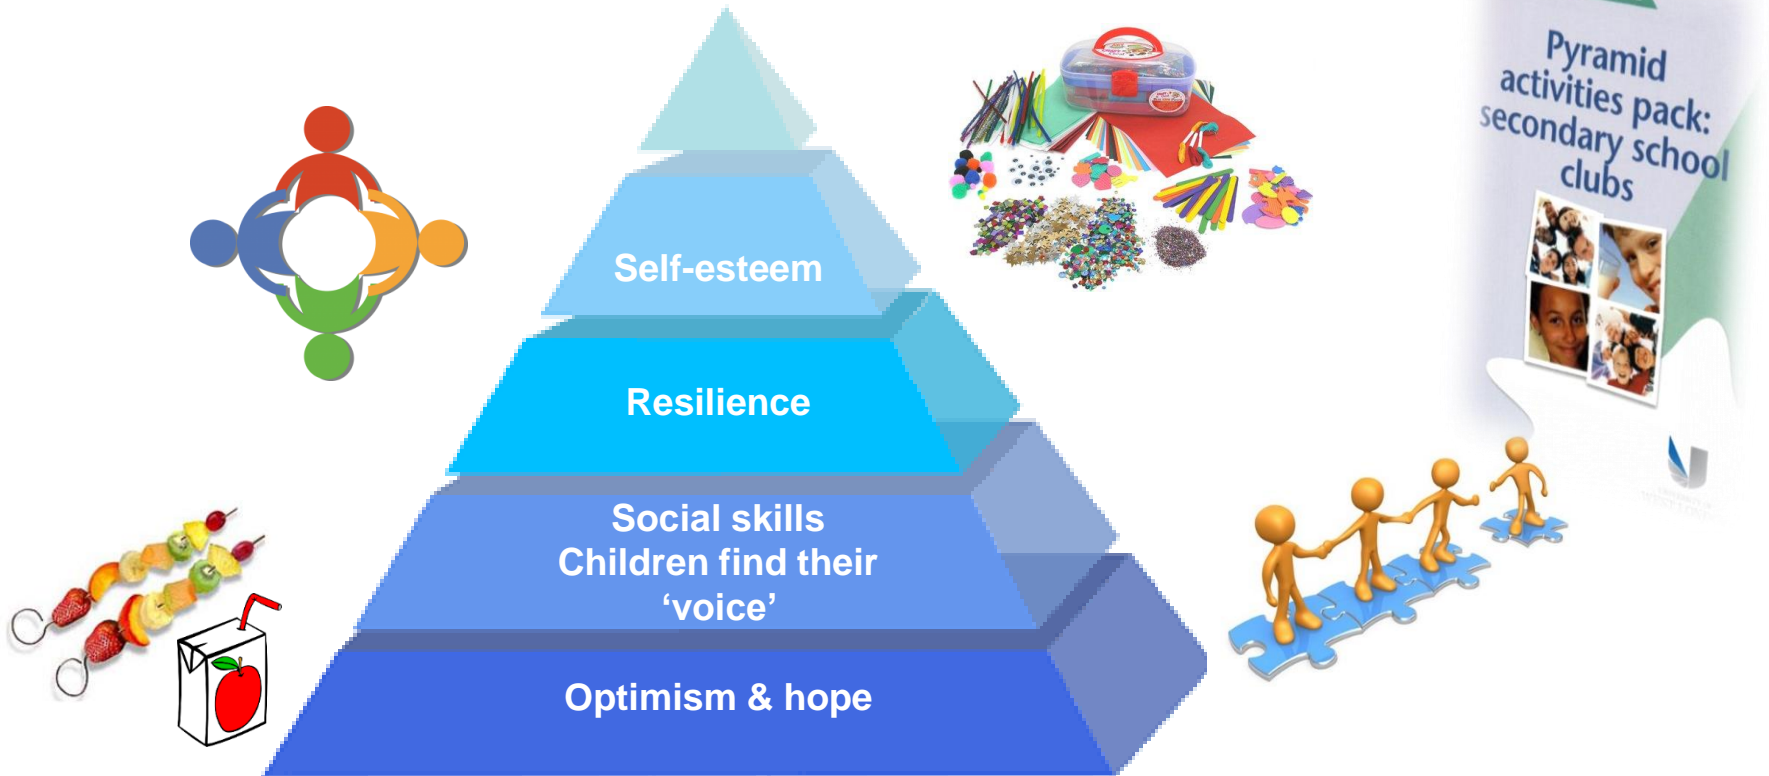 Pyramid
activities pack:
secondary school
clubs
Self-esteem
Resilience
Social skills
Children find their
‘voice’
Optimism & hope